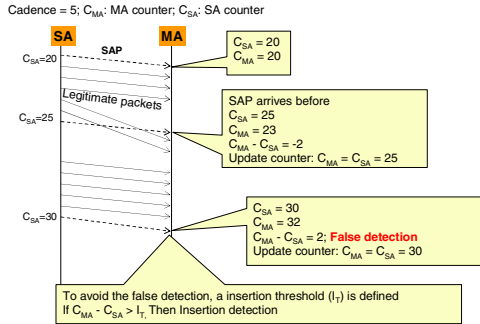 Cadence = 5; C_MA: MA counter; C_SA: SA counter
SA
MA
SAP
C_SA=20
C_SA = 20
C_MA = 20
Legitimate packets
C_SA=25
SAP arrives before
C_SA = 25
C_MA = 23
C_MA - C_SA = -2
Update counter: C_MA = C_SA = 25
C_SA=30
C_SA = 30
C_MA = 32
C_MA - C_SA = 2; False detection
Update counter: C_MA = C_SA = 30
To avoid the false detection, a insertion threshold (I_T) is defined
If C_MA - C_SA > I_T, Then Insertion detection